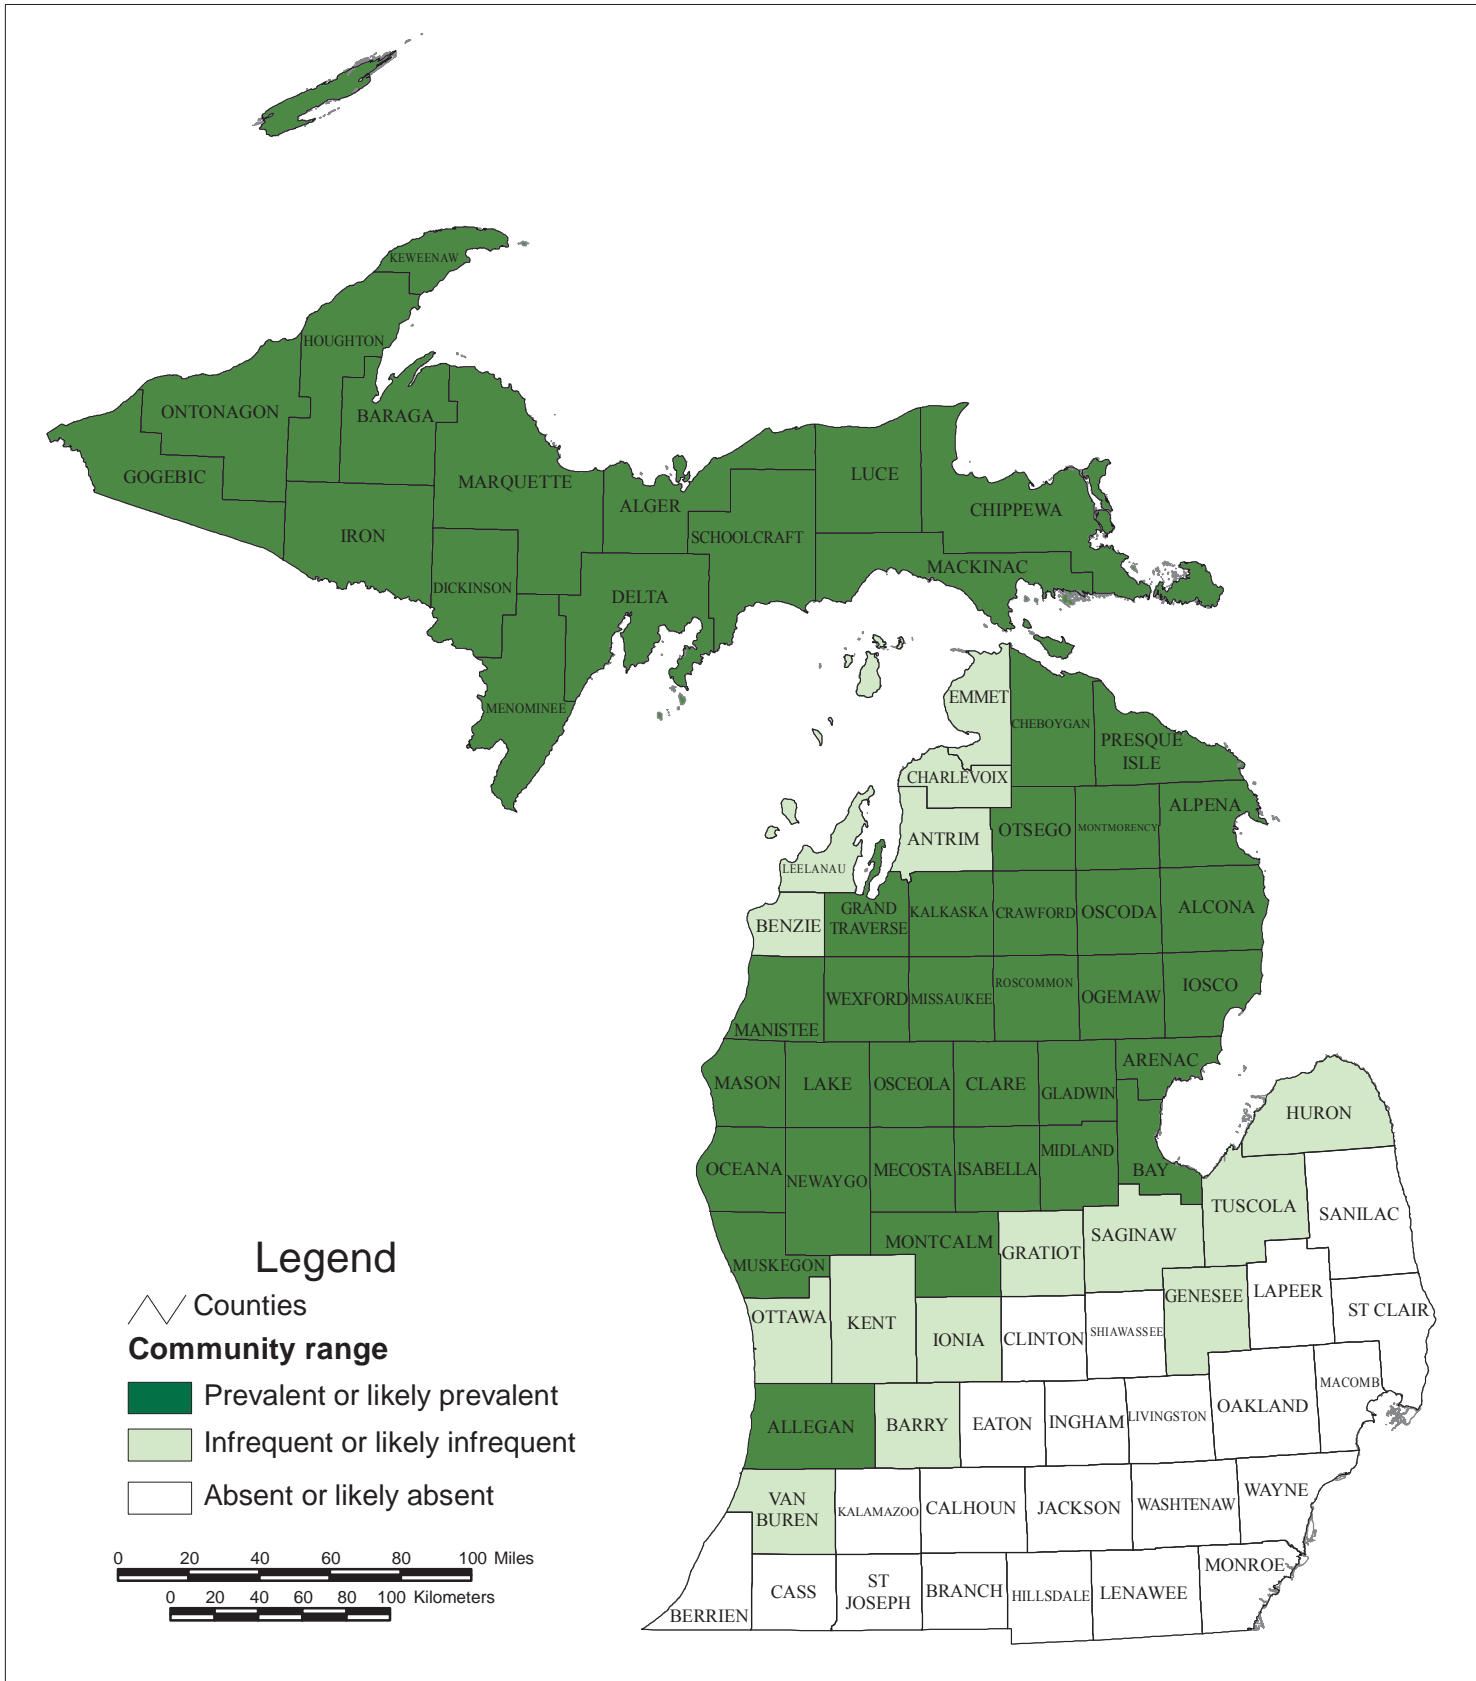 KEWEENAW
HOUGHTON
ONTONAGON
BARAGA
GOGEBIC
MARQUETTE
LUCE
ALGER
CHIPPEWA
IRON
SCHOOLCRAFT
MACKINAC
DICKINSON
DELTA
MENOMINEE
EMMET
CHEBOYGAN
PRESQUE
ISLE
CHARLEVOIX
ALPENA
OTSEGO
MONTMORENCY
ANTRIM
LEELANAU
GRAND
TRAVERSE
KALKASKA
CRAWFORD
OSCODA
ALCONA
BENZIE
WEXFORD
MISSAUKEE
ROSCOMMON
OGEMAW
IOSCO
MANISTEE
ARENAC
MASON
LAKE
OSCEOLA
CLARE
GLADWIN
HURON
OCEANA
NEWAYGO
MECOSTA
ISABELLA
MIDLAND
BAY
TUSCOLA
SANILAC
MUSKEGON
MONTCALM
GRATIOT
SAGINAW
GENESEE
LAPEER
ST CLAIR
OTTAWA
KENT
IONIA
CLINTON
SHIAWASSEE
MACOMB
ALLEGAN
BARRY
EATON
INGHAM
LIVINGSTON
OAKLAND
VAN
BUREN
KALAMAZOO
CALHOUN
JACKSON
WASHTENAW
WAYNE
BERRIEN
CASS
ST
JOSEPH
BRANCH
HILLSDALE
LENAWEE
MONROE
Legend
Counties
Community range
Prevalent or likely prevalent
Infrequent or likely infrequent
Absent or likely absent
0 20 40 60 80 100 Miles
0 20 40 60 80 100 Kilometers